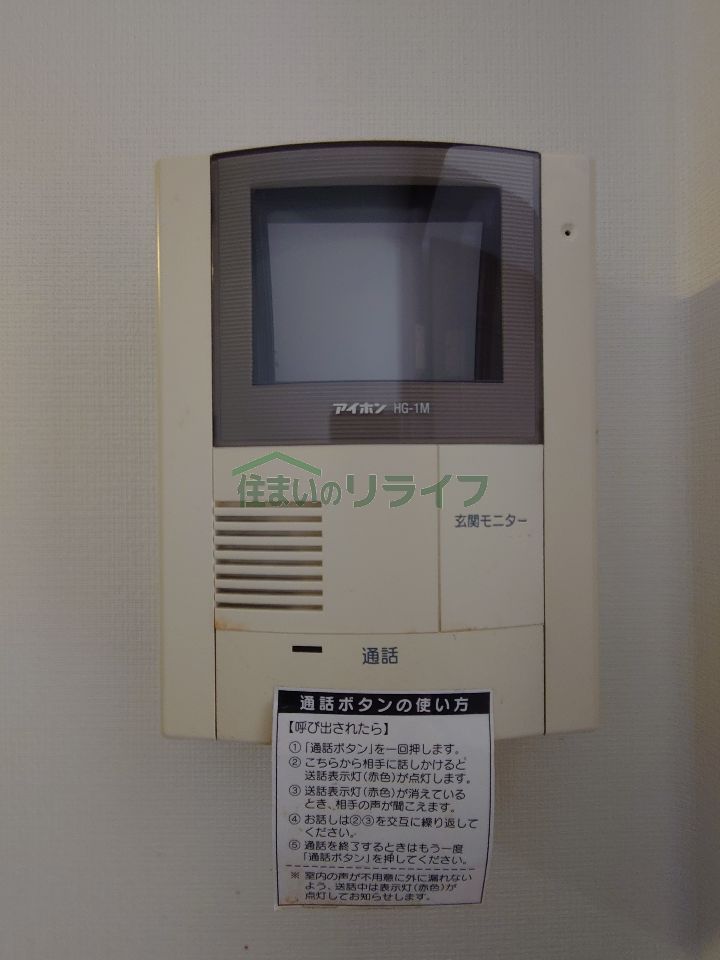 アイホン HG-1M
住まいのリライフ
玄関モニター
通話
通話ボタンの使い方
【呼び出されたら】
①「通話ボタン」を一回押します。
② こちらから相手に話しかけると
送話表示灯(赤色)が点灯します。
③ 送話表示灯(赤色)が消えている
とき、相手の声が聞こえます。
④ お話しは②③を交互に繰り返して
ください。
⑤ 通話を終了するときはもう一度
「通話ボタン」を押してください。
※ 室内の声が不用意に外に漏れない
よう、送話中は表示灯(赤色)が
点灯してお知らせします。